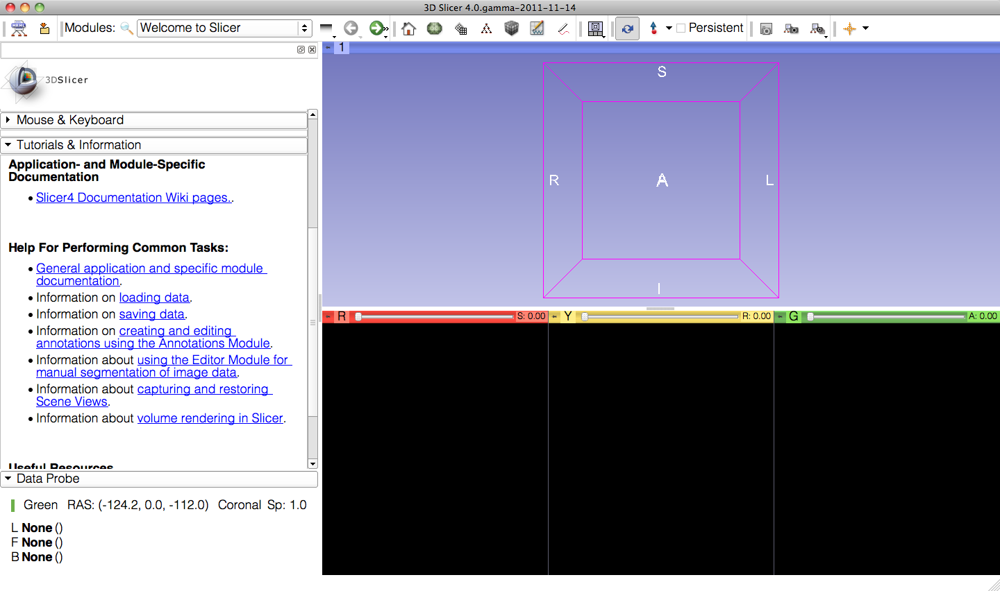 3D Slicer 4.0.gamma-2011-11-14
MRML
Modules:
Welcome to Slicer
Persistent
1
3DSlicer
Mouse & Keyboard
Tutorials & Information
Application- and Module-Specific
Documentation
Slicer4 Documentation Wiki pages..
Help For Performing Common Tasks:
General application and specific module
documentation.
Information on loading data.
Information on saving data.
Information on creating and editing
annotations using the Annotations Module.
Information about using the Editor Module for
manual segmentation of image data.
Information about capturing and restoring
Scene Views.
Information about volume rendering in Slicer.
Useful Resources
Data Probe
Green RAS: (-124.2, 0.0, -112.0) Coronal Sp: 1.0
L None ()
F None ()
B None ()
S
R
A
L
I
R
S: 0.00
Y
R: 0.00
G
A: 0.00